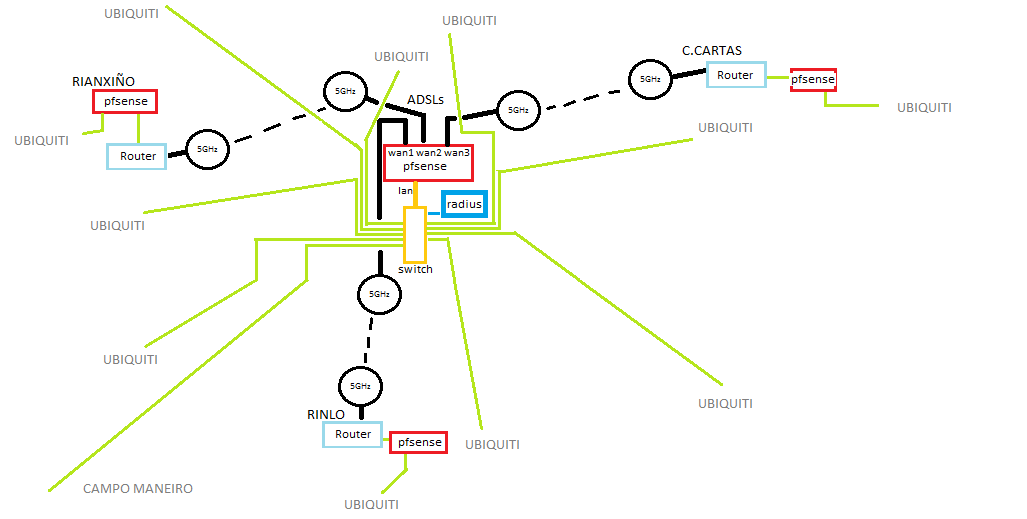 UBIQUITI
UBIQUITI
UBIQUITI
C.CARTAS
RIANXIÑO
5GHz
5GHz
Router
pfsense
pfsense
ADSLs
5GHz
UBIQUITI
UBIQUITI
UBIQUITI
Router
5GHz
wan1 wan2 wan3
pfsense
lan
radius
UBIQUITI
switch
5GHz
UBIQUITI
5GHz
UBIQUITI
RINLO
Router
pfsense
UBIQUITI
CAMPO MANEIRO
UBIQUITI